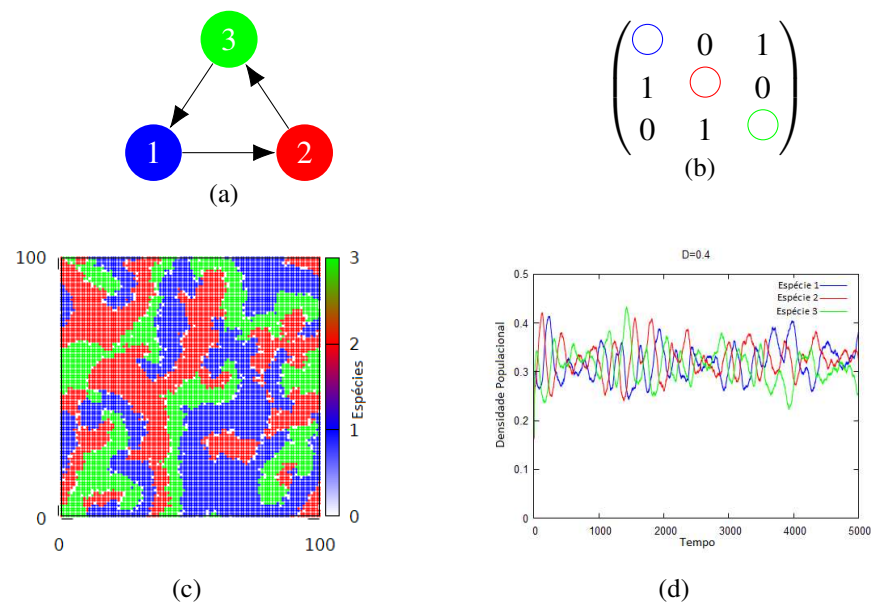 3
1
2
(a)
0 1
1 0
0 1
(b)
100
0
0
100
3
2
1
0
Espécies
(c)
D=0.4
0.5
0.4
0.3
0.2
0.1
0
0
1000
2000
3000
4000
5000
Densidade Populacional
Tempo
Espécie 1
Espécie 2
Espécie 3
(d)